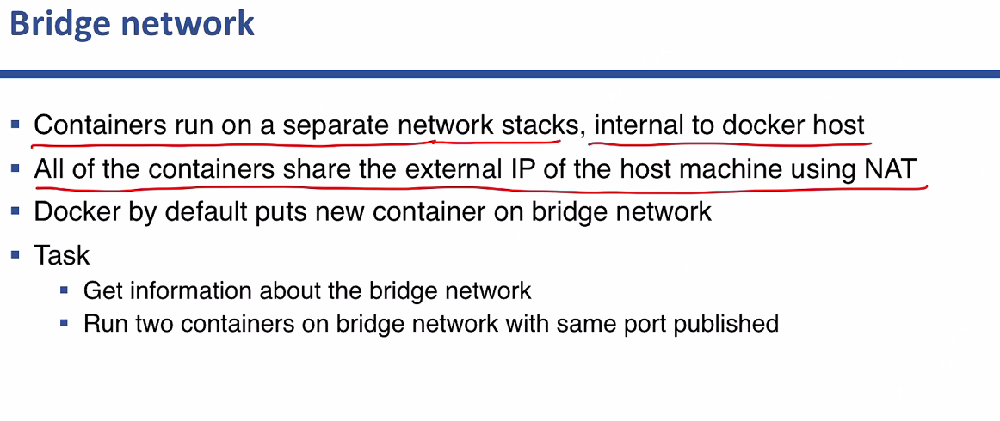 Bridge network
Containers run on a separate network stacks, internal to docker host
All of the containers share the external IP of the host machine using NAT
Docker by default puts new container on bridge network
Task
Get information about the bridge network
Run two containers on bridge network with same port published